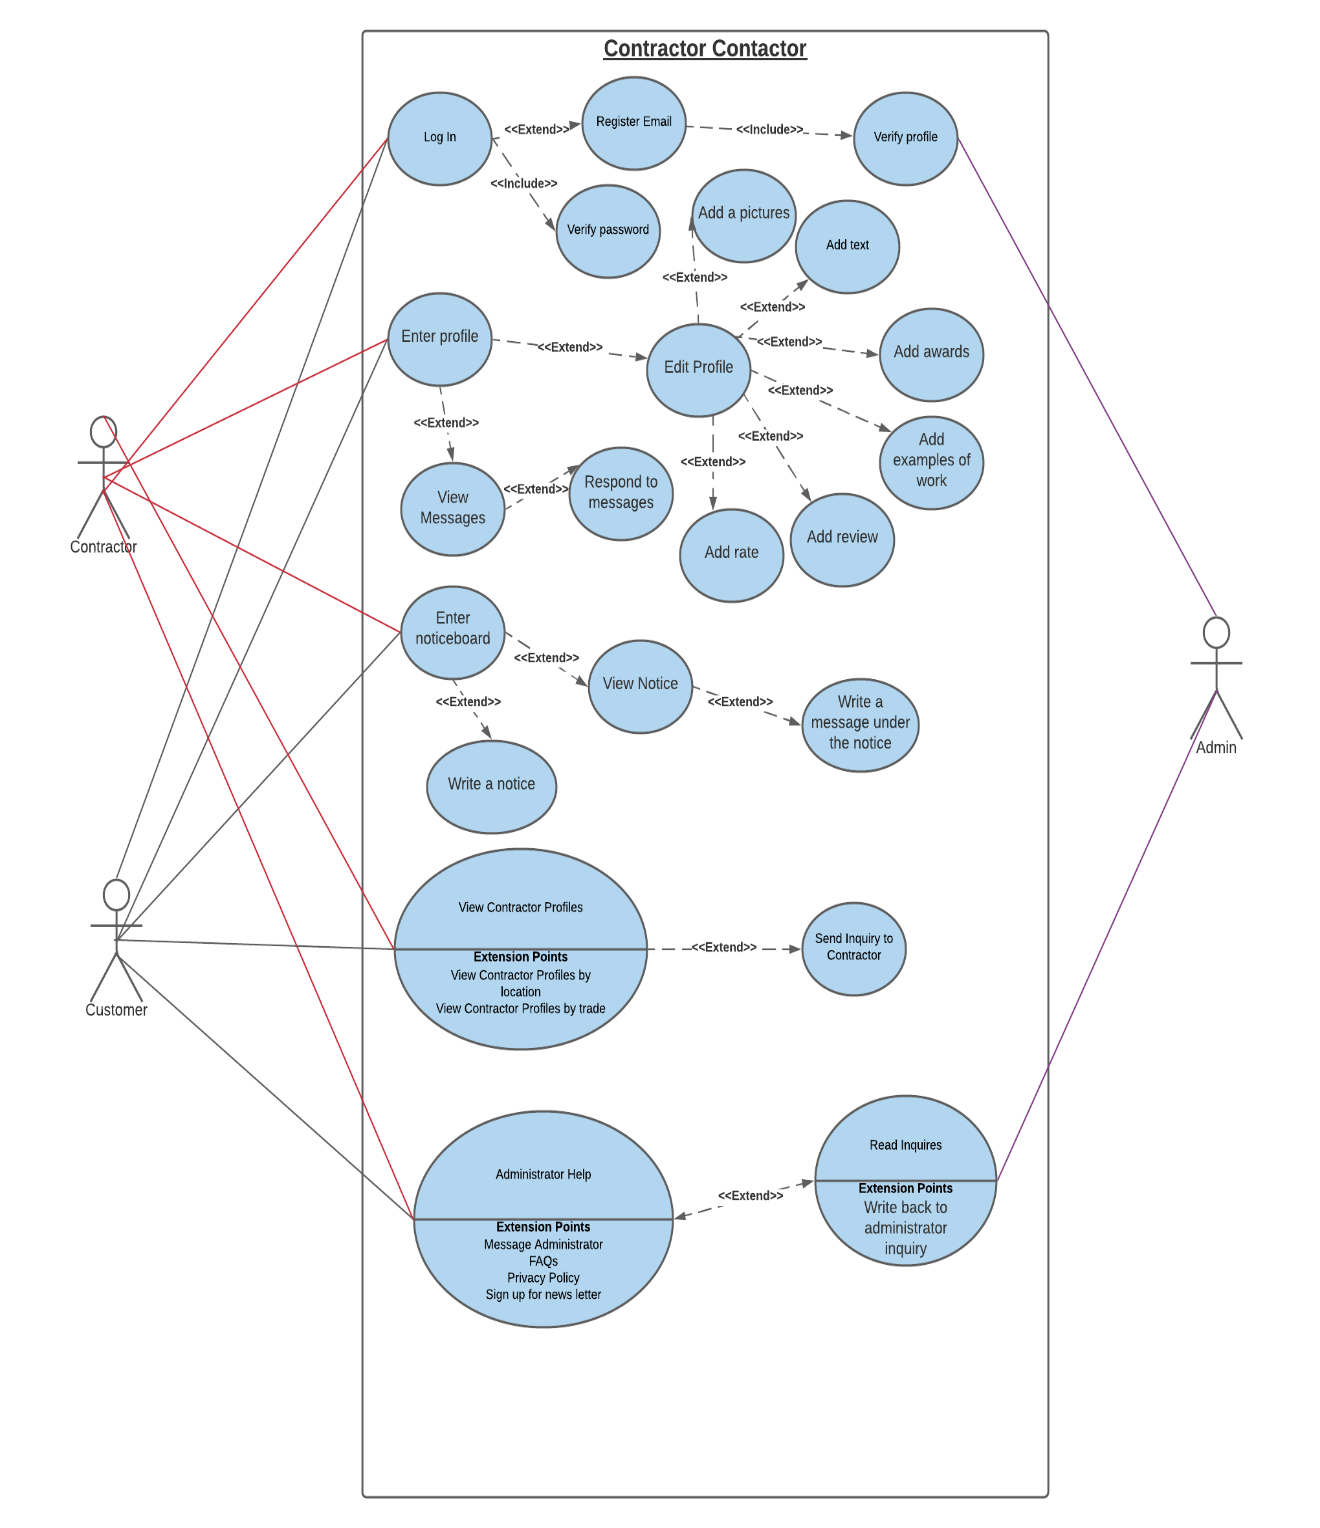 Contractor Contactor
Log In
<<Extend>>
Register Email
<<Include>>
Verify profile
<<Include>>
Verify password
Add a pictures
Add text
<<Extend>>
<<Extend>>
Enter profile
<<Extend>>
Edit Profile
<<Extend>>
Add awards
<<Extend>>
<<Extend>>
<<Extend>>
<<Extend>>
Add
examples of
work
View
Messages
<<Extend>>
Respond to
messages
Add rate
Add review
Contractor
Enter
noticeboard
<<Extend>>
View Notice
<<Extend>>
<<Extend>>
Write a
message under
the notice
Write a notice
Admin
View Contractor Profiles
Extension Points
View Contractor Profiles by
location
View Contractor Profiles by trade
<<Extend>>
Send Inquiry to
Contractor
Customer
Administrator Help
Extension Points
Message Administrator
FAQs
Privacy Policy
Sign up for news letter
<<Extend>>
Read Inquires
Extension Points
Write back to
administrator
inquiry